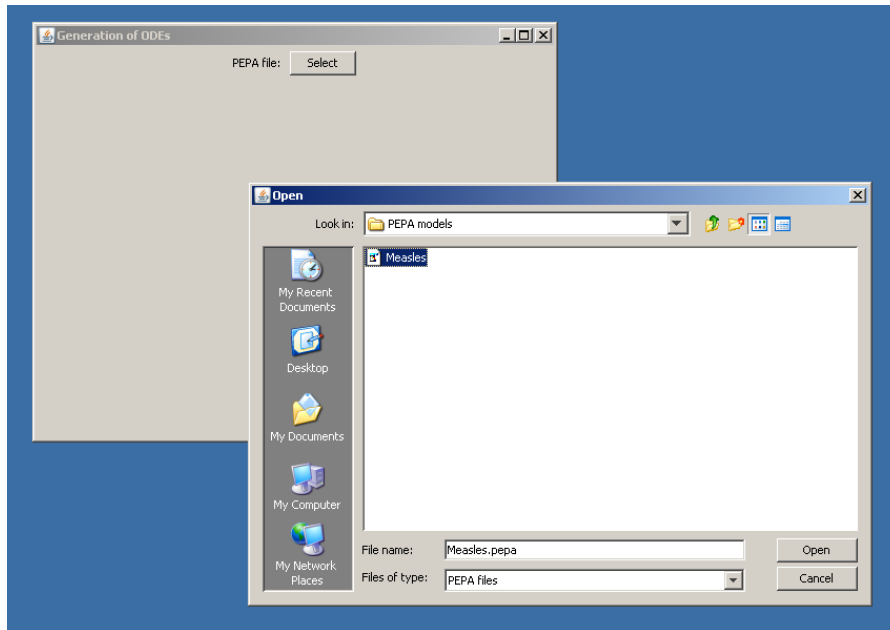 Generation of ODEs
PEPA file: Select
Open
Look in: PEPA models
Measles
My Recent
Documents
Desktop
My Documents
My Computer
My Network
Places
File name: Measles.pepa Open
Files of type: PEPA files Cancel